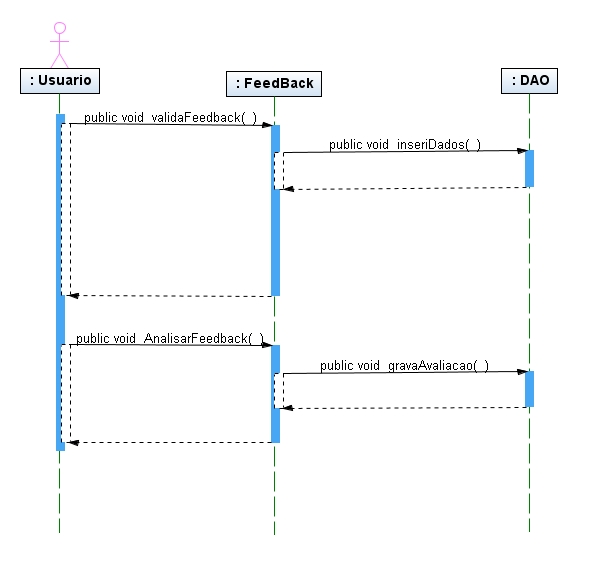 : Usuario
: FeedBack
: DAO
public void validaFeedback( )
public void inseriDados( )
public void AnalisarFeedback( )
public void gravaAvaliacao( )